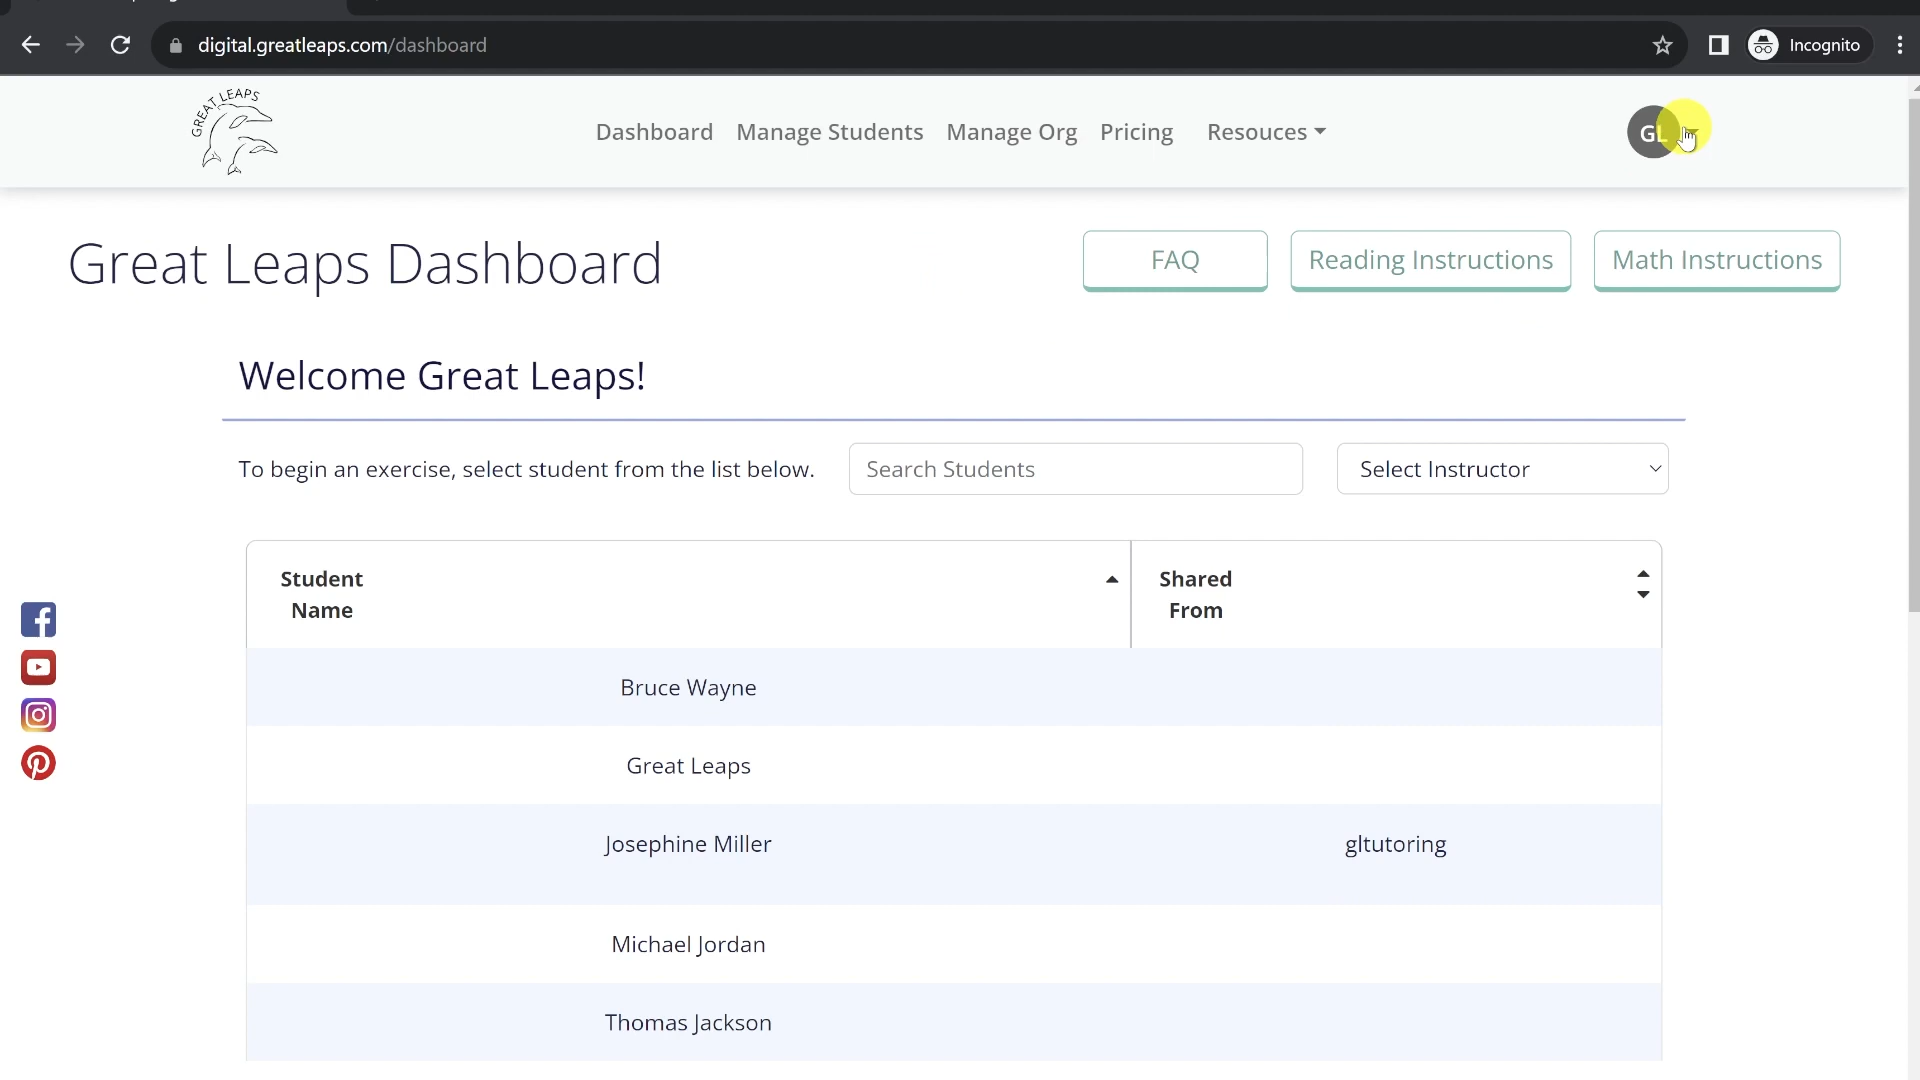 digital.greatleaps.com/dashboard
Incognito
GREAT LEAPS
Dashboard Manage Students Manage Org Pricing Resouces
GL
Great Leaps Dashboard
FAQ
Reading Instructions
Math Instructions
Welcome Great Leaps!
To begin an exercise, select student from the list below.
Search Students
Select Instructor
Student
Name
Shared
From
Bruce Wayne
Great Leaps
Josephine Miller gltutoring
Michael Jordan
Thomas Jackson